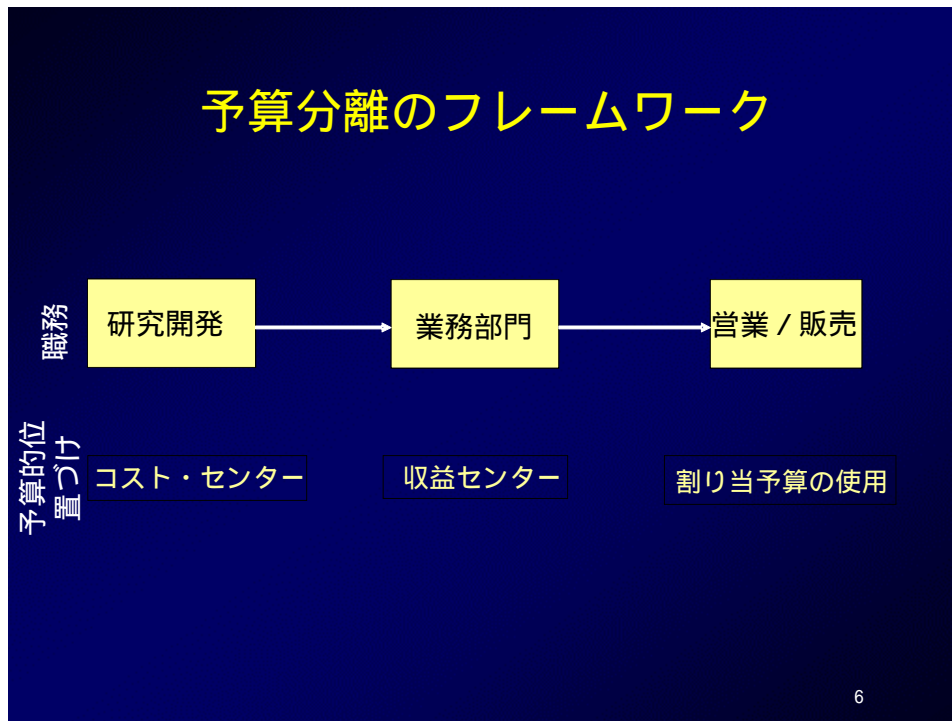 予算分離のフレームワーク
職務
研究開発
業務部門
営業 / 販売
予算的位
置づけ
コスト・センター
収益センター
割り当予算の使用
6